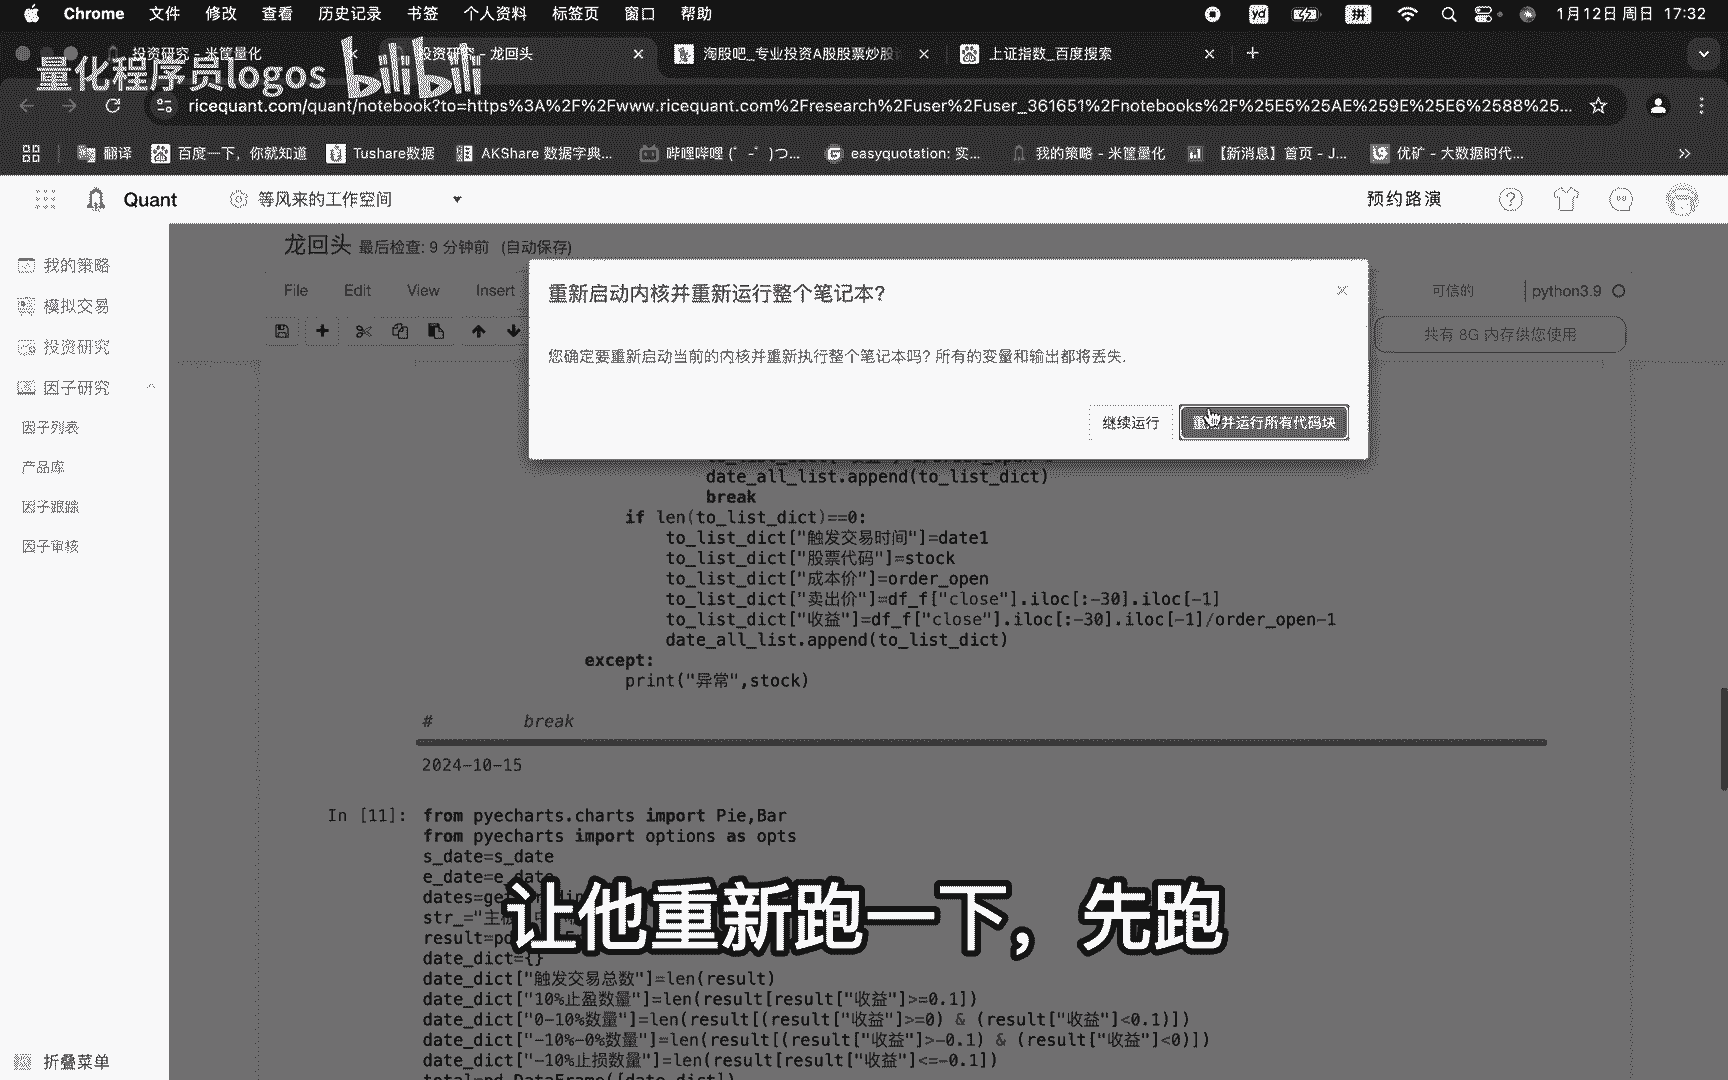 Chrome 文件 修改 查看 历史记录 书签 个人资料 标签页 窗口 帮助 yd 拼 1月12日 周日 17:32
投资研究 - 米筐量化 投资研究 - 龙回头 淘股吧_专业投资A股股票炒股 上证指数_百度搜索
量化程序员logos bilibili
ricequant.com/quant/notebook?to=https%3A%2F%2Fwww.ricequant.com%2Fresearch%2Fuser%2Fuser_361651%2Fnotebooks%2F%25E5%25AE%259E%25E6%2588%25...
翻译 百度一下，你就知道 Tushare数据 AKShare 数据字典... 哔哩哔哩 (゜-゜)つ... easyquotation: 实... 我的策略 - 米筐量化 【新消息】首页 - J... 优矿 - 大数据时代...
Quant 等风来的工作空间 预约路演
龙回头 最后检查: 9 分钟前 (自动保存)
我的策略
模拟交易
投资研究
因子研究
因子列表
产品库
因子跟踪
因子审核
折叠菜单
File Edit View Insert 可信的 python3.9
共有 8G 内存供您使用
重新启动内核并重新运行整个笔记本?
您确定要重新启动当前的内核并重新执行整个笔记本吗? 所有的变量和输出都将丢失.
继续运行 重启并运行所有代码块
date_all_list.append(to_list_dict)
break
if len(to_list_dict)==0:
to_list_dict["触发交易时间"]=date1
to_list_dict["股票代码"]=stock
to_list_dict["成本价"]=order_open
to_list_dict["卖出价"]=df_f["close"].iloc[:-30].iloc[-1]
to_list_dict["收益"]=df_f["close"].iloc[:-30].iloc[-1]/order_open-1
date_all_list.append(to_list_dict)
except:
print("异常",stock)
# break
2024-10-15
In [11]: from pyecharts.charts import Pie,Bar
from pyecharts import options as opts
s_date=s_date
e_date=e_date
dates=get
str_="主板
result=pd
date_dict={}
date_dict["触发交易总数"]=len(result)
date_dict["10%止盈数量"]=len(result[result["收益"]>=0.1])
date_dict["0-10%数量"]=len(result[(result["收益"]>=0) & (result["收益"]<0.1)])
date_dict["-10%-0%数量"]=len(result[(result["收益"]>-0.1) & (result["收益"]<0)])
date_dict["-10%止损数量"]=len(result[result["收益"]<=-0.1])
total=pd.DataFrame([date_dict])
让他重新跑一下，先跑